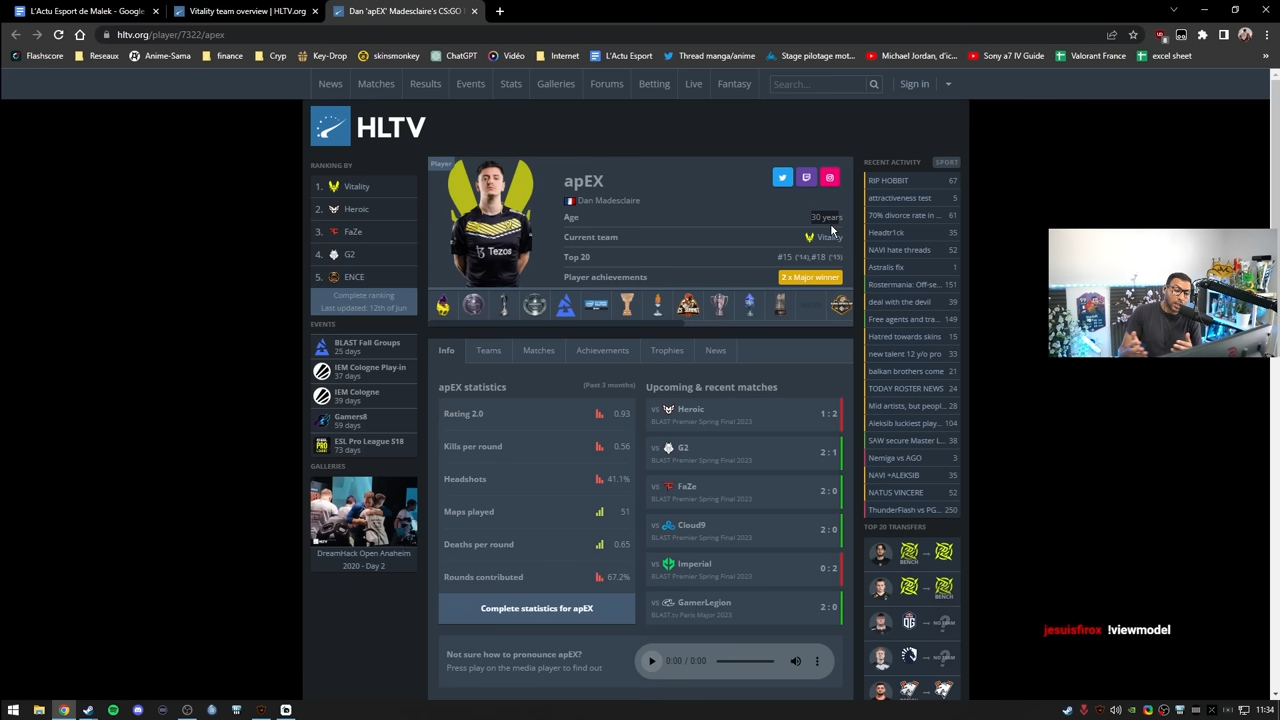 L'Actu Esport de Malek - Google
Vitality team overview | HLTV.org
Dan 'apEX' Madesclaire's CS:GO
hltv.org/player/7322/apex
Flashscore
Réacteur
Anime-Sama
finance
Cryp
Key-Drop
skinsmonkey
ChatGPT
Vidéo
Internet
L'Actu Esport
Thread manga/anime
Stage pilotage mot...
Michael Jordan, d'ic...
Sony a7 IV Guide
Valorant France
excel sheet
News
Matches
Results
Events
Stats
Galleries
Forums
Betting
Live
Fantasy
Search...
Sign in
HLTV
RANKING BY
1. Vitality
2. Heroic
3. FaZe
4. G2
5. ENCE
Complete ranking
Last updated: 12th of Jun
EVENTS
BLAST Fall Groups
25 days
IEM Cologne Play-in
37 days
IEM Cologne
39 days
Gamers8
59 days
ESL Pro League S18
73 days
GALLERIES
DreamHack Open Anaheim
2020 - Day 2
Player
Tezos
apEX
Dan Madesclaire
Age 30 years
Current team Vitality
Top 20 #15 ('14), #18 ('15)
Player achievements 2 x Major winner
Info
Teams
Matches
Achievements
Trophies
News
apEX statistics (Past 3 months)
Rating 2.0 0.93
Kills per round 0.56
Headshots 41.1%
Maps played 51
Deaths per round 0.65
Rounds contributed 67.2%
Complete statistics for apEX
Upcoming & recent matches
vs Heroic 1 : 2
BLAST Premier Spring Final 2023
vs G2 2 : 1
BLAST Premier Spring Final 2023
vs FaZe 2 : 0
BLAST Premier Spring Final 2023
vs Cloud9 2 : 0
BLAST Premier Spring Final 2023
vs Imperial 0 : 2
BLAST Premier Spring Final 2023
vs GamerLegion 2 : 0
BLAST.tv Paris Major 2023
Not sure how to pronounce apEX?
Press play on the media player to find out
0:00 / 0:00
RECENT ACTIVITY SPORT
RIP HOBBIT 67
attractiveness test 5
70% divorce rate in ... 61
Headtr1ck 35
NAVI hate threads 52
Astralis fix 1
Rostermania: Off-se... 151
deal with the devil 39
Free agents and tra... 149
Hatred towards skins 15
new talent 12 y/o pro 33
balkan brothers come 21
TODAY ROSTER NEWS 24
Mid artists, but peopl... 28
Aleksib luckiest play... 104
SAW secure Master L... 38
Nemiga vs AGO 3
NAVI +ALEKSIB 35
NATUS VINCERE 52
ThunderFlash vs PG... 250
TOP 20 TRANSFERS
BENCH
BENCH
NO TEAM
NO TEAM
jesuisfirox !viewmodel
11:34